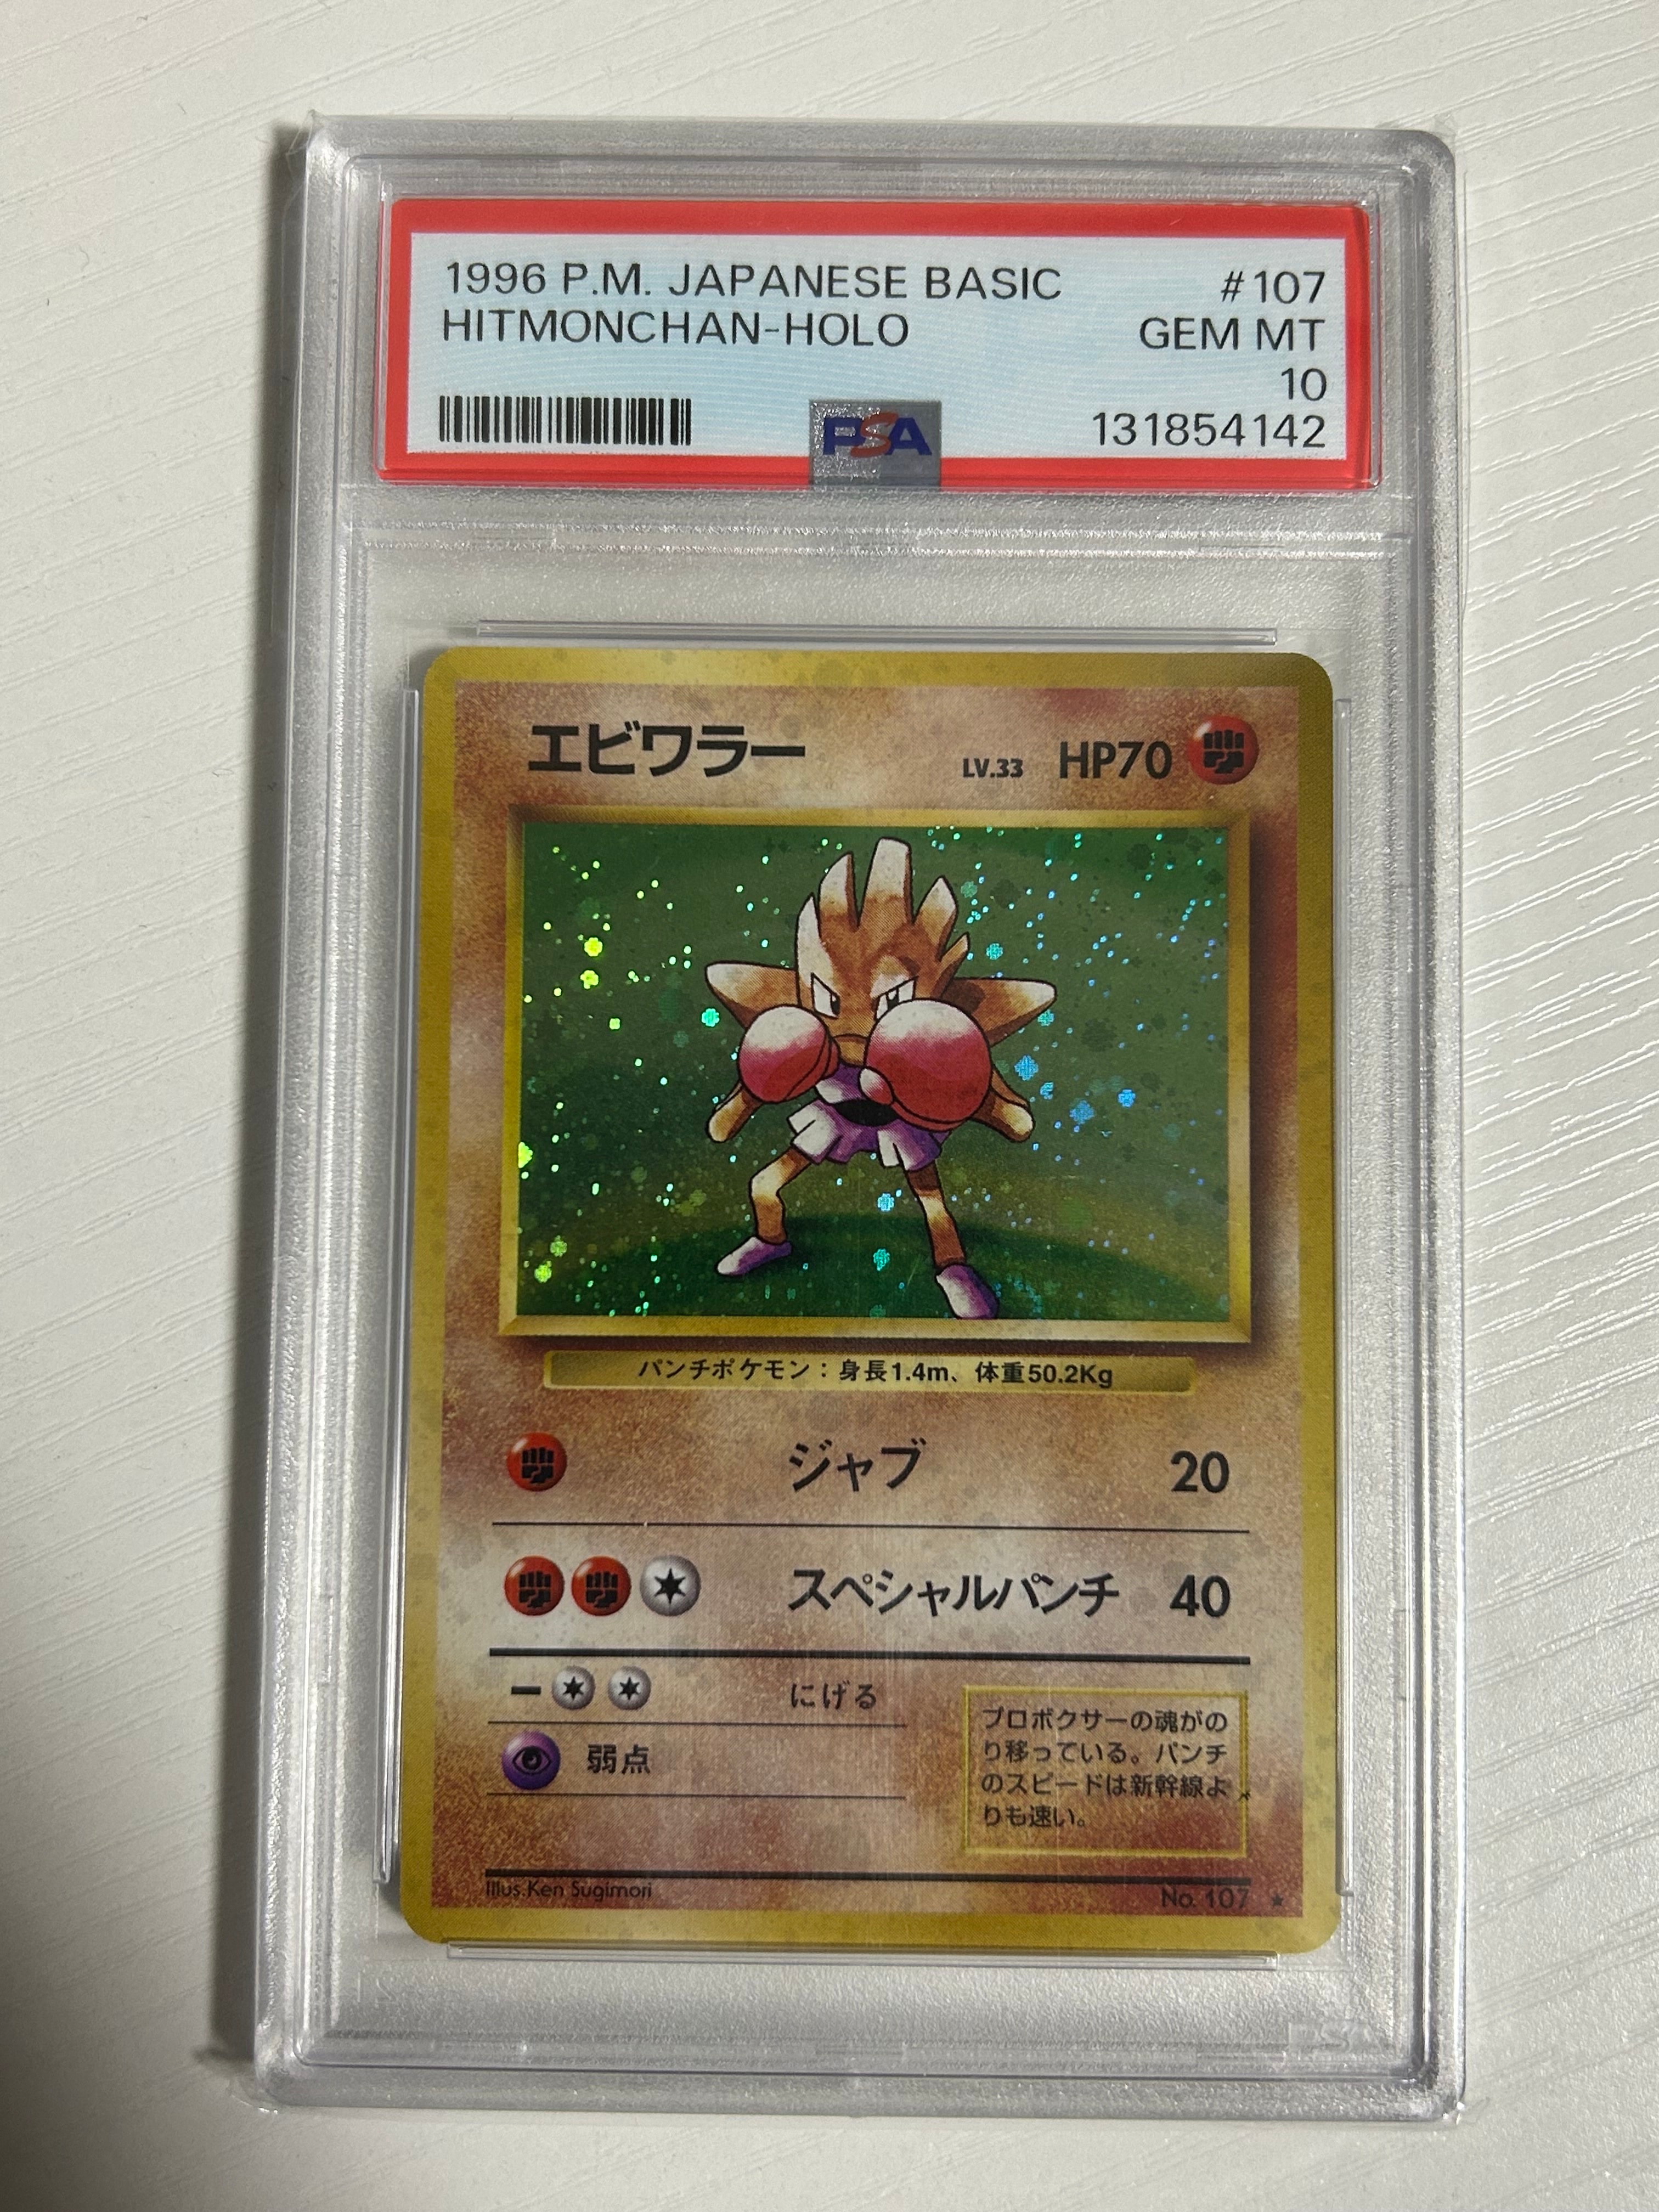 1996 P.M. JAPANESE BASIC #107
HITMONCHAN-HOLO GEM MT
10
PSA 131854142
エビワラー LV.33 HP70
パンチポケモン：身長1.4m、体重50.2Kg
ジャブ 20
スペシャルパンチ 40
− にげる
弱点
プロボクサーの魂がの
り移っている。パンチ
のスピードは新幹線よ
りも速い。
Illus.Ken Sugimori No. 107 ★
PSA